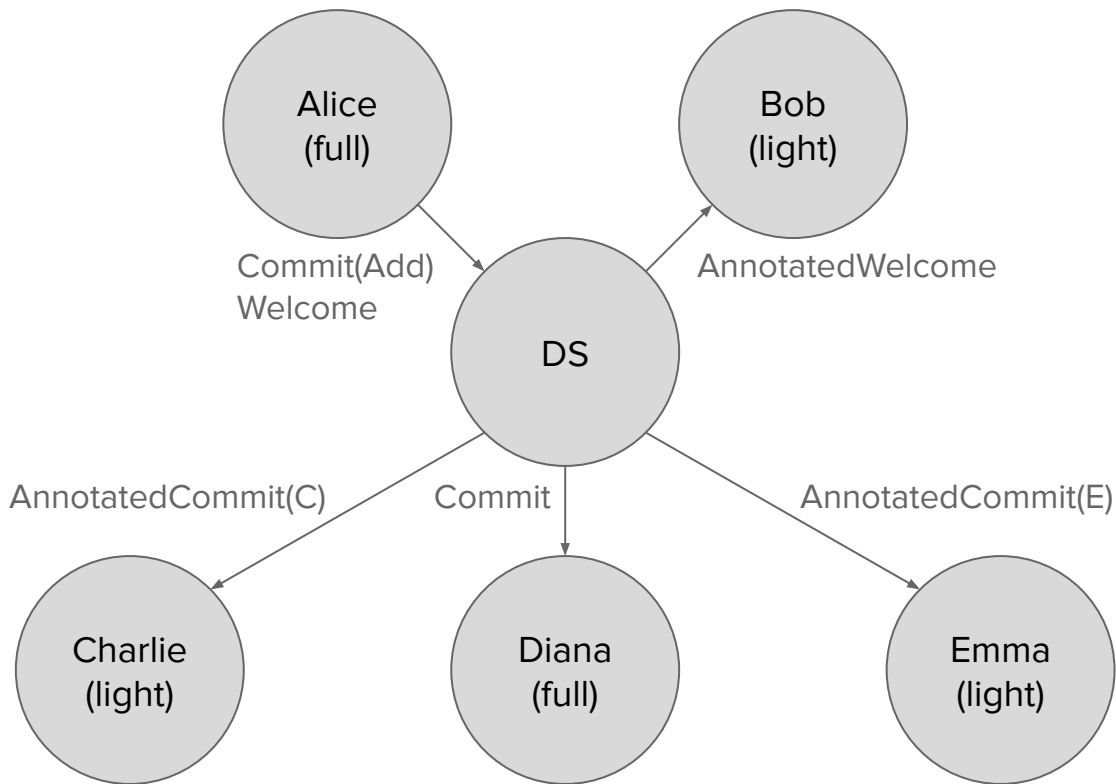 Alice
(full)
Bob
(light)
Commit(Add)
Welcome
AnnotatedWelcome
DS
AnnotatedCommit(C)
Commit
AnnotatedCommit(E)
Charlie
(light)
Diana
(full)
Emma
(light)